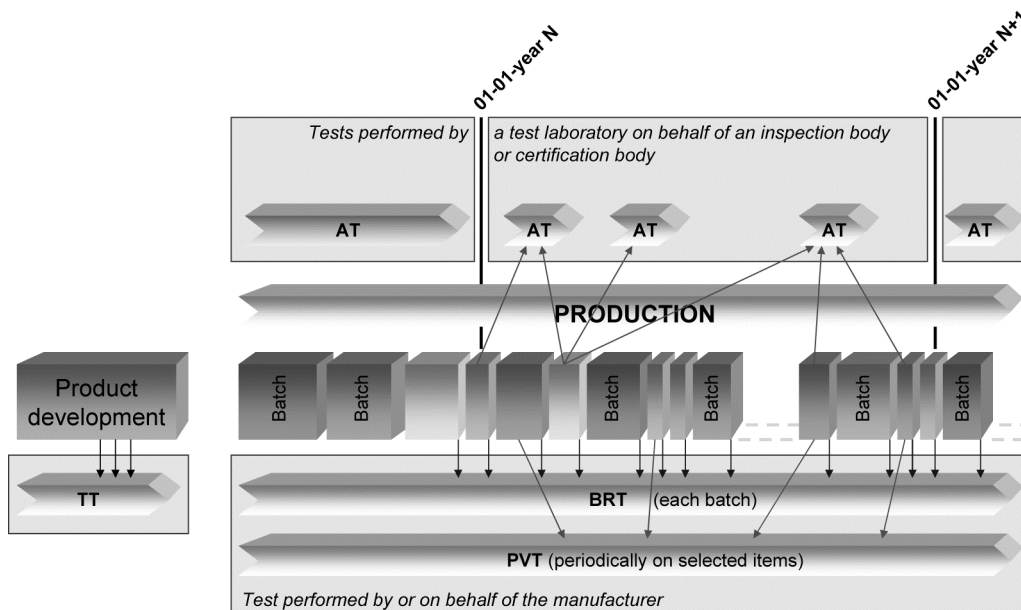 01-01-year N
01-01-year N+1
Tests performed by
a test laboratory on behalf of an inspection body
or certification body
AT
AT
AT
AT
AT
PRODUCTION
Product
development
Batch
Batch
Batch
Batch
Batch
Batch
TT
BRT (each batch)
PVT (periodically on selected items)
Test performed by or on behalf of the manufacturer